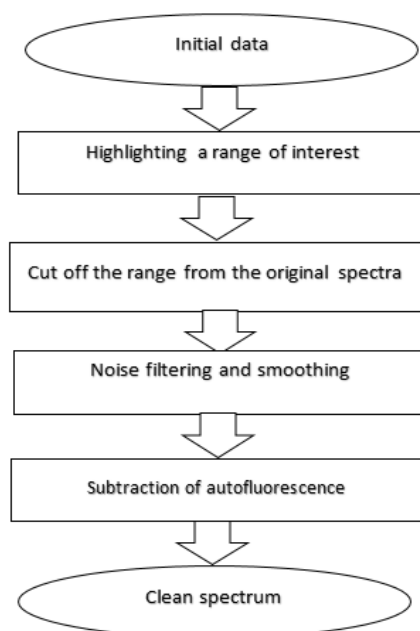 Initial data
Highlighting a range of interest
Cut off the range from the original spectra
Noise filtering and smoothing
Subtraction of autofluorescence
Clean spectrum